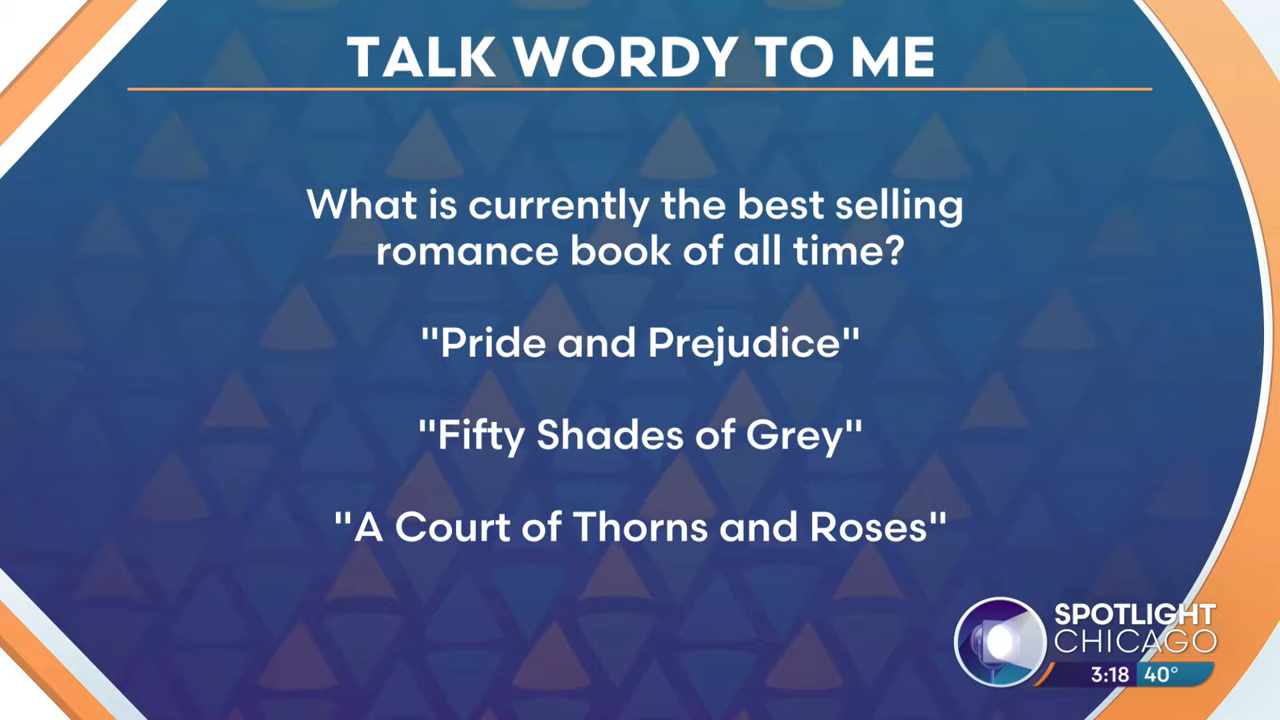 TALK WORDY TO ME
What is currently the best selling
romance book of all time?
"Pride and Prejudice"
"Fifty Shades of Grey"
"A Court of Thorns and Roses"
SPOTLIGHT
CHICAGO
3:18 40°